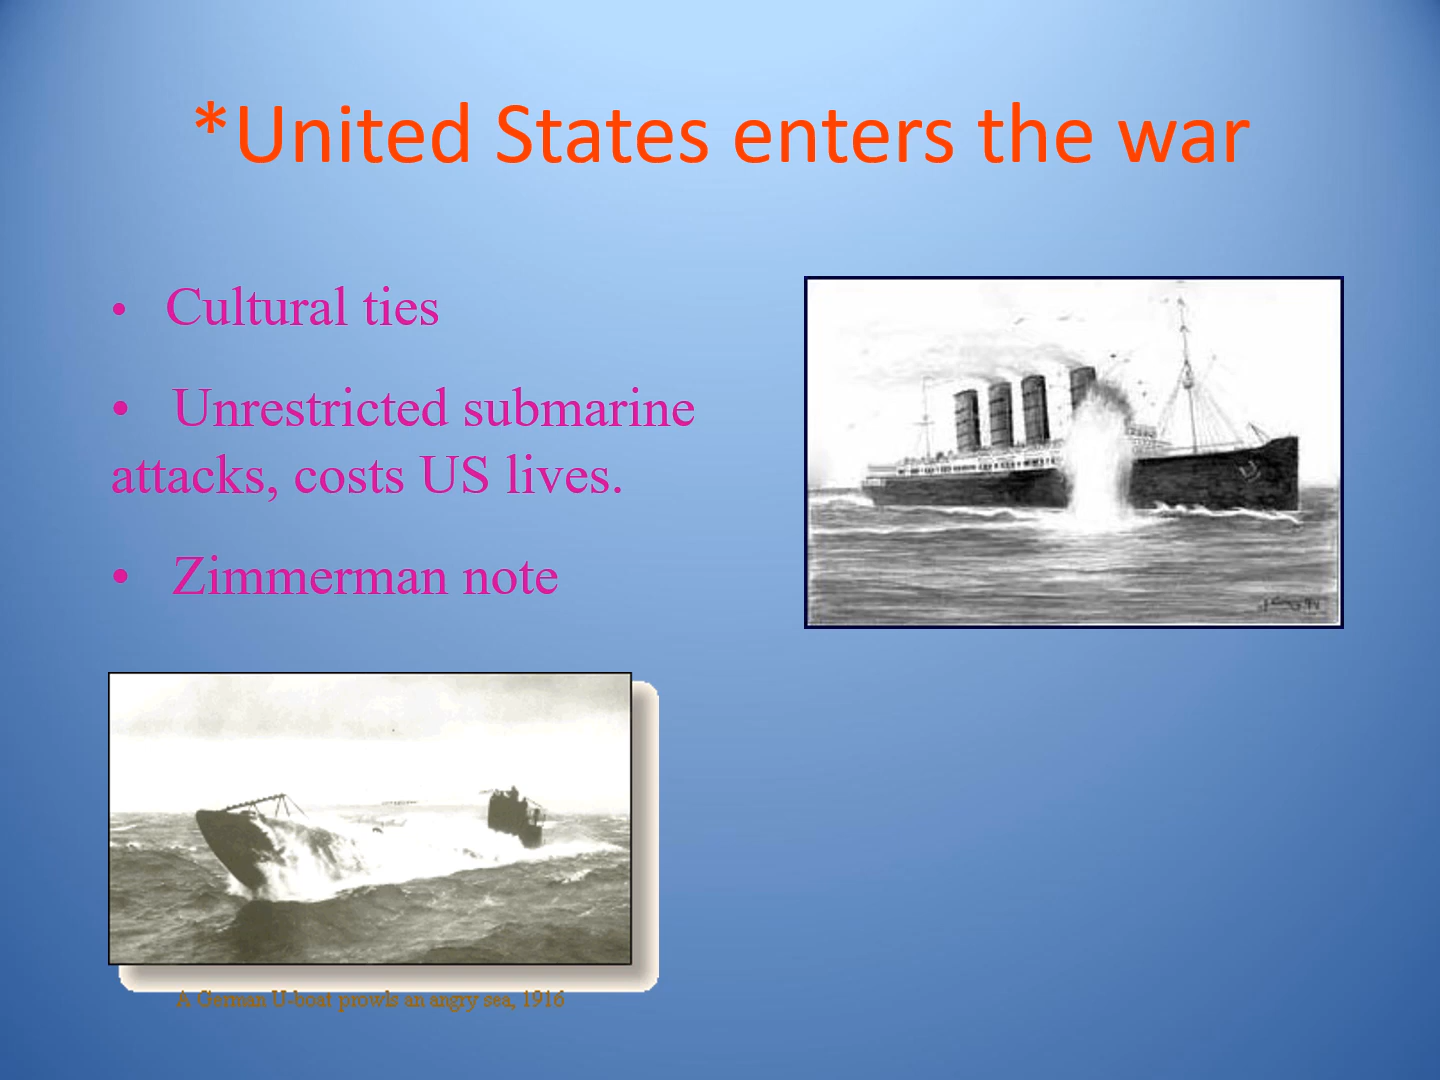 *United States enters the war
• Cultural ties
• Unrestricted submarine
attacks, costs US lives.
• Zimmerman note
A German U-boat prowls an angry sea, 1916